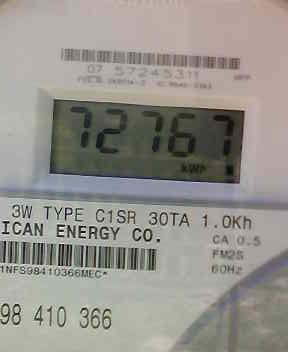 07 57245311
72767
kWh
3W TYPE C1SR 30TA 1.0Kh
ICAN ENERGY CO.
CA 0.5
FM2S
60Hz
1NFS98410366MEC*
98 410 366